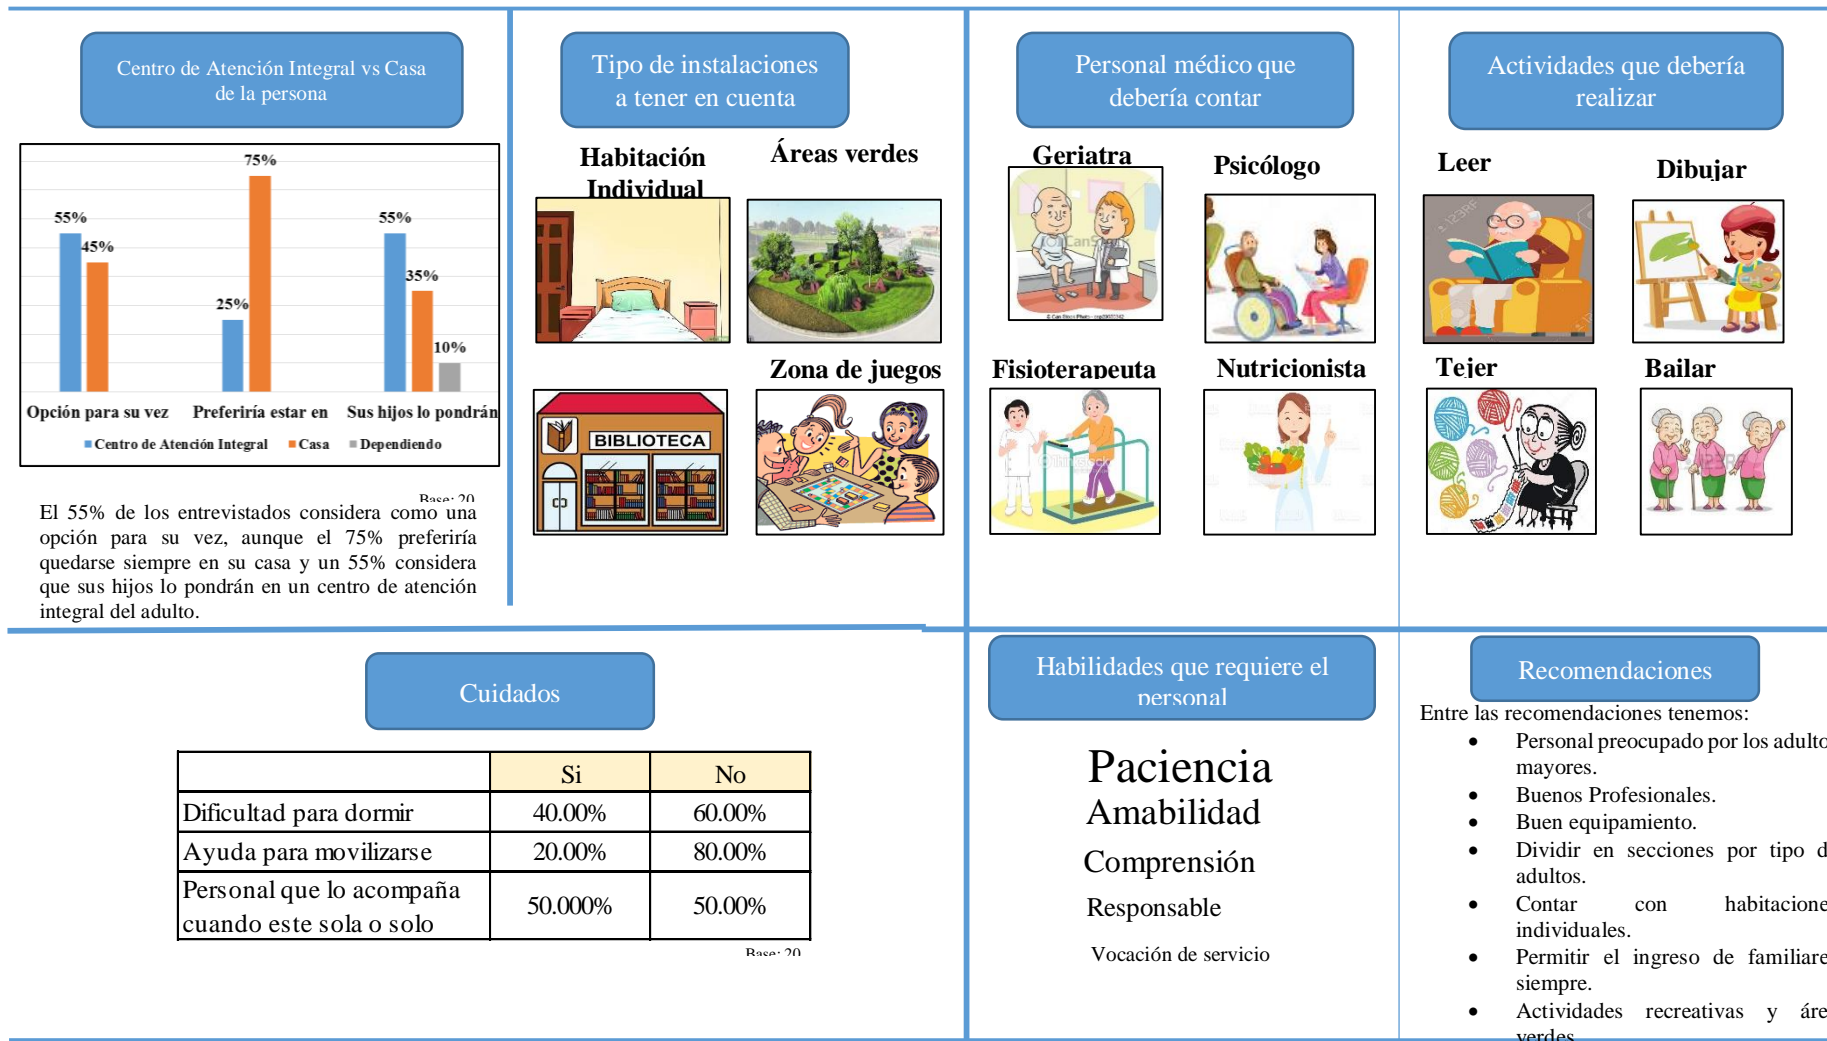 Centro de Atención Integral vs Casa
de la persona
75%
55%
45%
25%
55%
35%
10%
Opción para su vez
Preferiría estar en
Sus hijos lo pondrán
Centro de Atención Integral
Casa
Dependiendo
Base: 20
El 55% de los entrevistados considera como una
opción para su vez, aunque el 75% preferiría
quedarse siempre en su casa y un 55% considera
que sus hijos lo pondrán en un centro de atención
integral del adulto.
Tipo de instalaciones
a tener en cuenta
Habitación
Individual
Áreas verdes
BIBLIOTECA
Zona de juegos
Personal médico que
debería contar
Geriatra
Psicólogo
Fisioterapeuta
Nutricionista
Actividades que debería
realizar
Leer
Dibujar
Tejer
Bailar
Cuidados
Si No
Dificultad para dormir 40.00% 60.00%
Ayuda para movilizarse 20.00% 80.00%
Personal que lo acompaña
cuando este sola o solo 50.000% 50.00%
Base: 20
Habilidades que requiere el
personal
Paciencia
Amabilidad
Comprensión
Responsable
Vocación de servicio
Recomendaciones
Entre las recomendaciones tenemos:
• Personal preocupado por los adulto
mayores.
• Buenos Profesionales.
• Buen equipamiento.
• Dividir en secciones por tipo d
adultos.
• Contar con habitacione
individuales.
• Permitir el ingreso de familiare
siempre.
• Actividades recreativas y áre
verdes